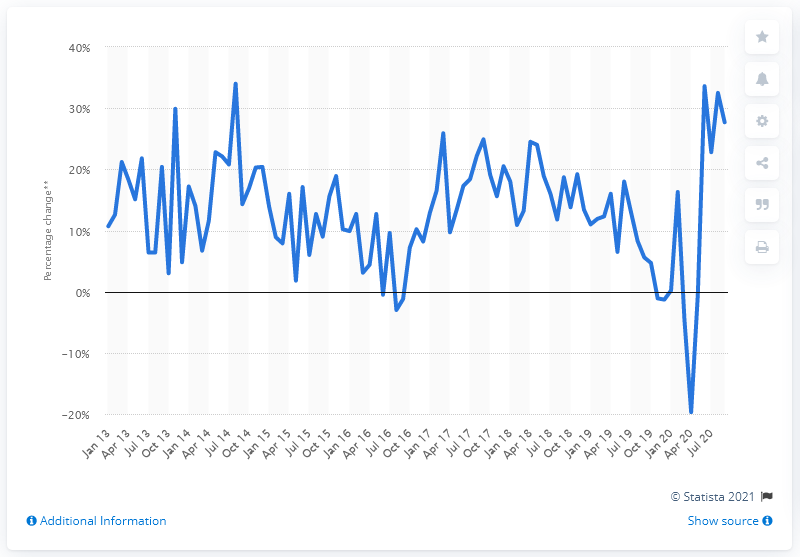 40%
30%
20%
10%
0%
-10%
-20%
Percentage change**
Jan 13
Apr 13
Jul 13
Oct 13
Jan 14
Apr 14
Jul 14
Oct 14
Jan 15
Apr 15
Jul 15
Oct 15
Jan 16
Apr 16
Jul 16
Oct 16
Jan 17
Apr 17
Jul 17
Oct 17
Jan 18
Apr 18
Jul 18
Oct 18
Jan 19
Apr 19
Jul 19
Oct 19
Jan 20
Apr 20
Jul 20
© Statista 2021
Additional Information
Show source